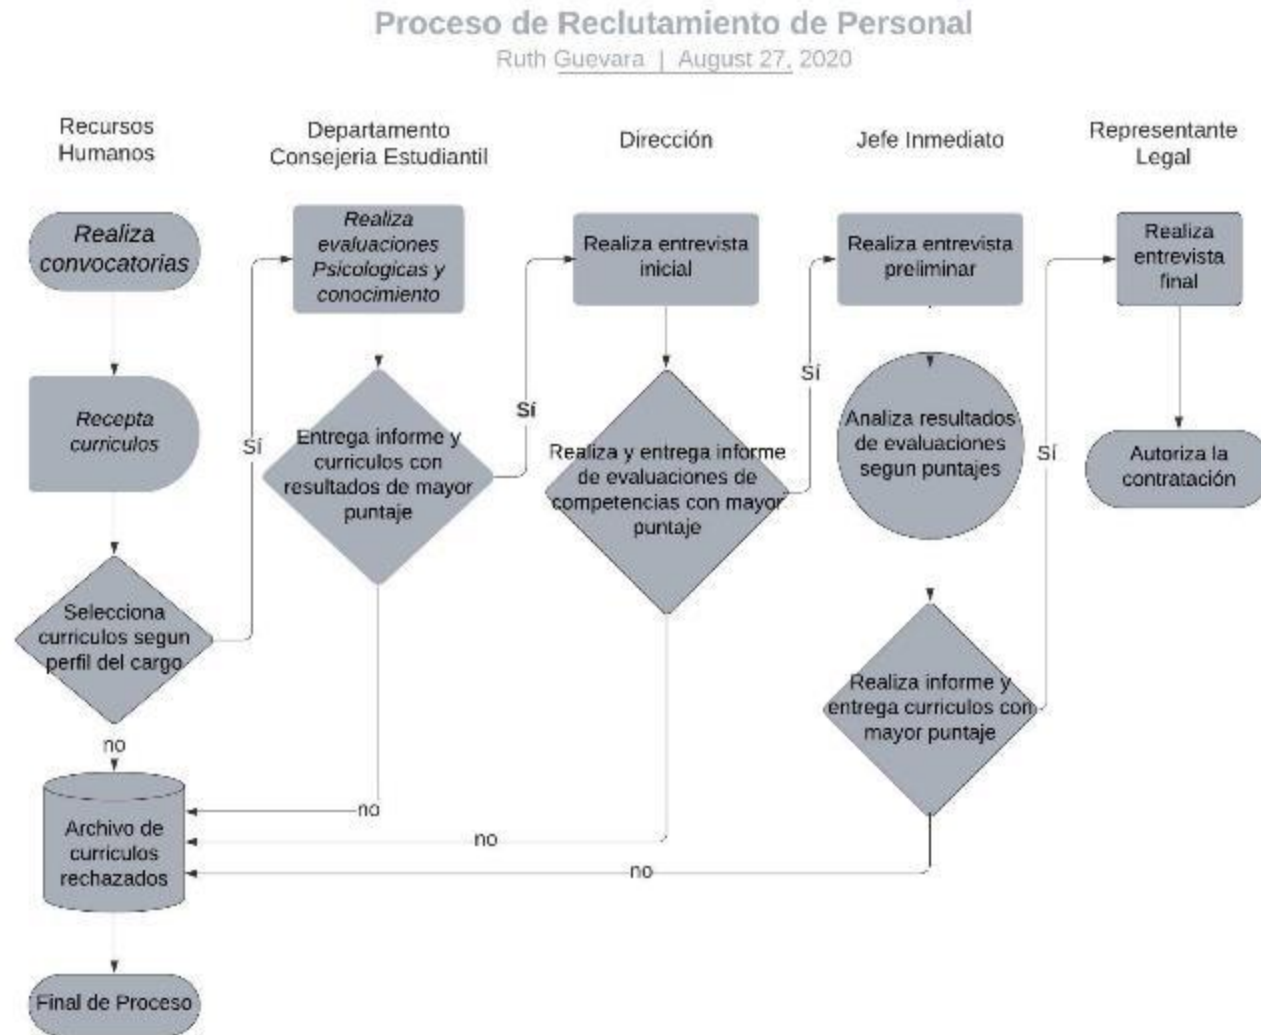 Proceso de Reclutamiento de Personal
Ruth Guevara | August 27, 2020
Recursos
Humanos
Departamento
Consejeria Estudiantil
Dirección
Jefe Inmediato
Representante
Legal
Realiza
convocatorias
Realiza
evaluaciones
Psicologicas y
conocimiento
Realiza entrevista
inicial
Realiza entrevista
preliminar
Realiza
entrevista
final
Recepta
curriculos
Sí
Entrega informe y
curriculos con
resultados de mayor
puntaje
Sí
Realiza y entrega informe
de evaluaciones de
competencias con mayor
puntaje
Sí
Analiza resultados
de evaluaciones
segun puntajes
Sí
Autoriza la
contratación
Selecciona
curriculos segun
perfil del cargo
Realiza informe y
entrega curriculos con
mayor puntaje
no
no
no
no
Archivo de
curriculos
rechazados
Final de Proceso